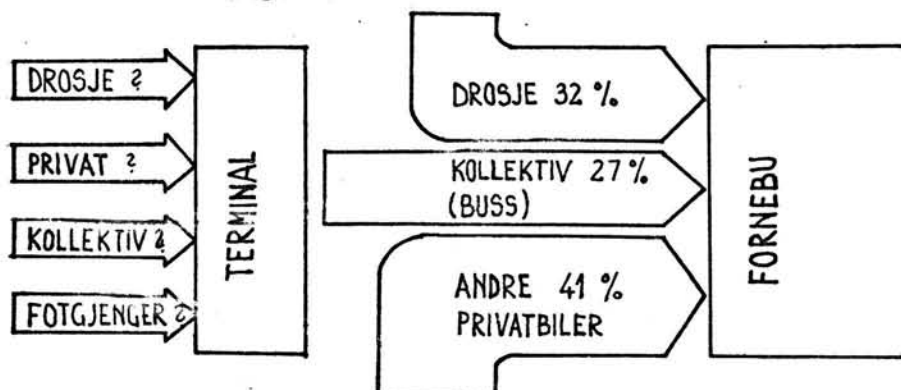 DROSJE ?
PRIVAT ?
KOLLEKTIV ?
FOTGJENGER ?
TERMINAL
DROSJE 32 %
KOLLEKTIV 27 %
(BUSS)
ANDRE 41 %
PRIVATBILER
FORNEBU